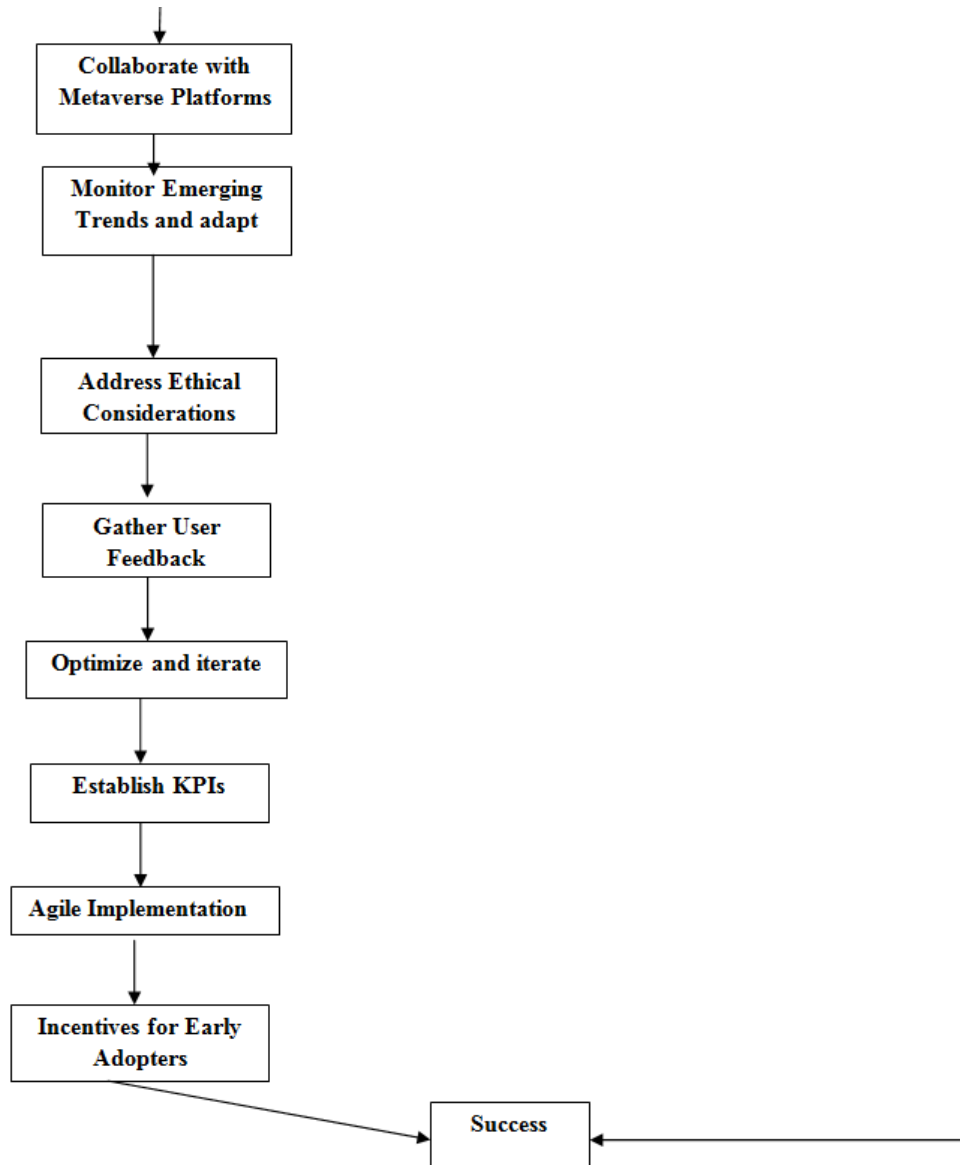 Collaborate with
Metaverse Platforms
Monitor Emerging
Trends and adapt
Address Ethical
Considerations
Gather User
Feedback
Optimize and iterate
Establish KPIs
Agile Implementation
Incentives for Early
Adopters
Success